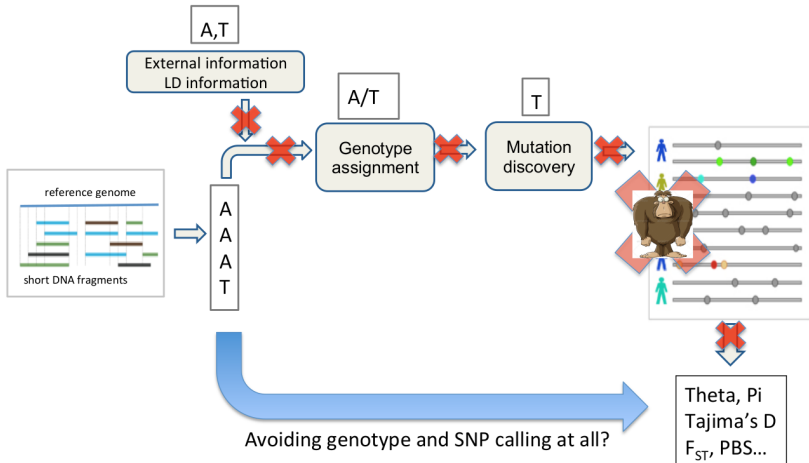 A,T
External information
LD information
A/T
T
Genotype
assignment
Mutation
discovery
reference genome
short DNA fragments
A
A
A
T
Avoiding genotype and SNP calling at all?
Theta, Pi
Tajima's D
FST, PBS...